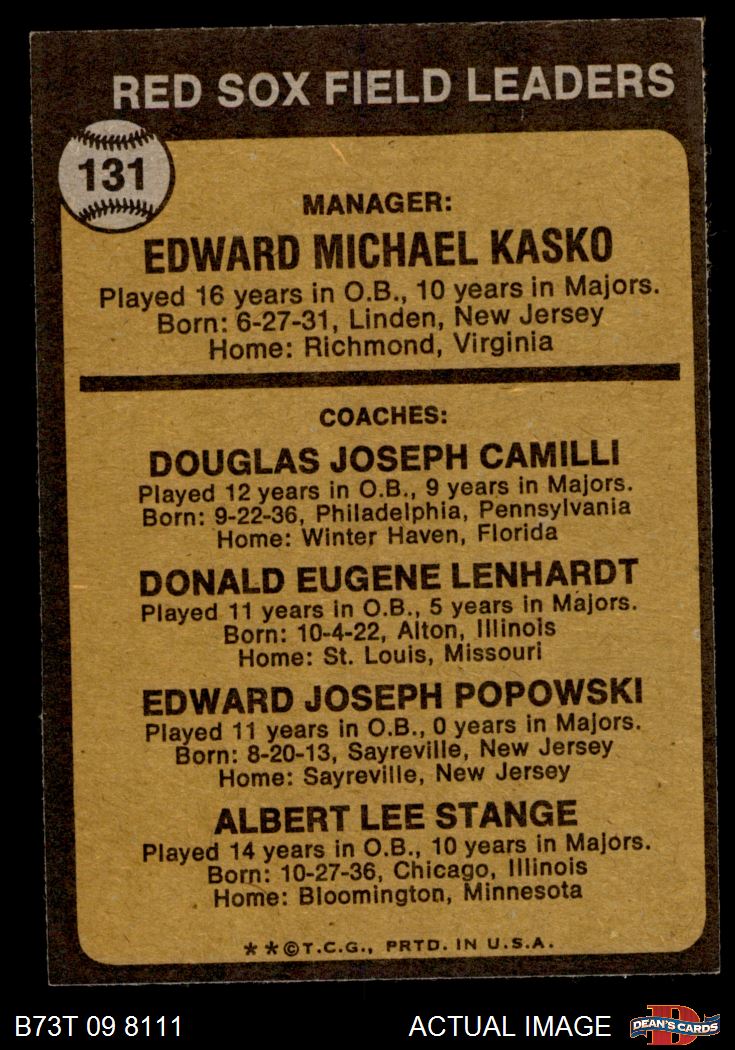 RED SOX FIELD LEADERS
131
MANAGER:
EDWARD MICHAEL KASKO
Played 16 years in O.B., 10 years in Majors.
Born: 6-27-31, Linden, New Jersey
Home: Richmond, Virginia
COACHES:
DOUGLAS JOSEPH CAMILLI
Played 12 years in O.B., 9 years in Majors.
Born: 9-22-36, Philadelphia, Pennsylvania
Home: Winter Haven, Florida
DONALD EUGENE LENHARDT
Played 11 years in O.B., 5 years in Majors.
Born: 10-4-22, Alton, Illinois
Home: St. Louis, Missouri
EDWARD JOSEPH POPOWSKI
Played 11 years in O.B., 0 years in Majors.
Born: 8-20-13, Sayreville, New Jersey
Home: Sayreville, New Jersey
ALBERT LEE STANGE
Played 14 years in O.B., 10 years in Majors.
Born: 10-27-36, Chicago, Illinois
Home: Bloomington, Minnesota
**©T.C.G., PRTD. IN U.S.A.
B73T 09 8111 ACTUAL IMAGE D DEAN'S CARDS